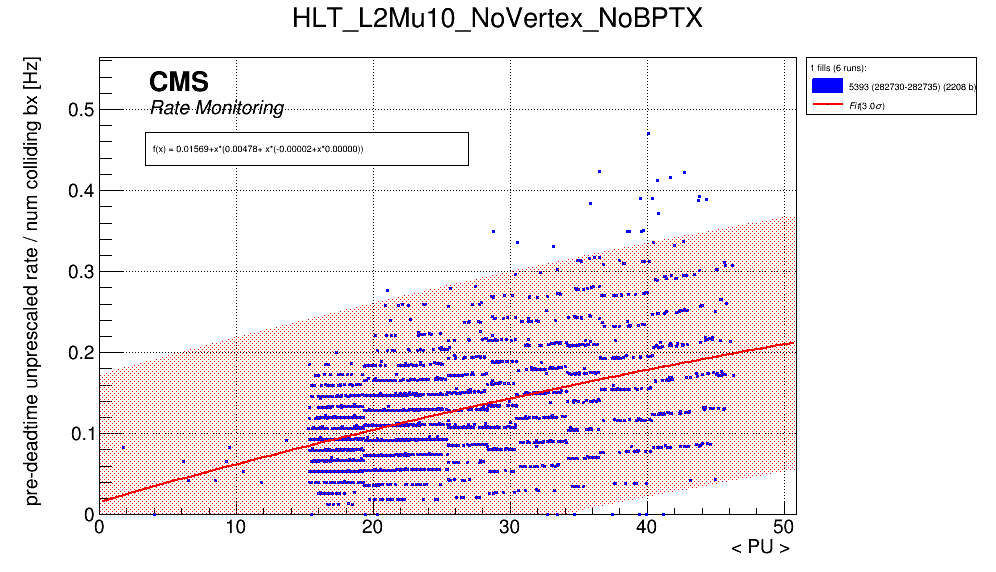 HLT_L2Mu10_NoVertex_NoBPTX
pre-deadtime unprescaled rate / num colliding bx [Hz]
CMS
Rate Monitoring
f(x) = 0.01569+x*(0.00478+ x*(-0.00002+x*0.00000))
1 fills (6 runs):
5393 (282730-282735) (2208 b)
Fit(3.0σ)
0.5
0.4
0.3
0.2
0.1
0
0 10 20 30 40 50
< PU >